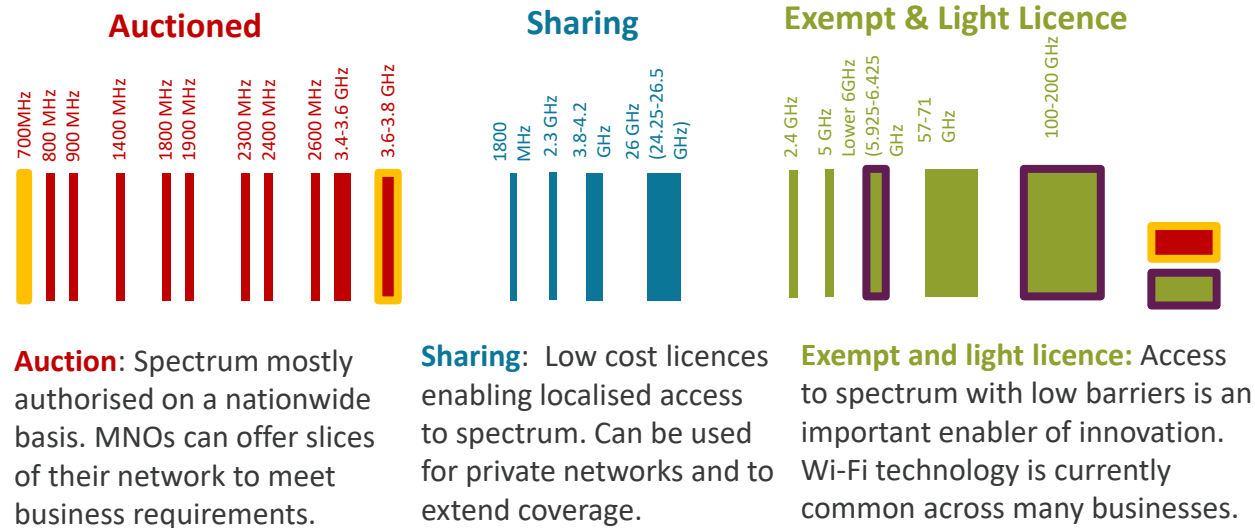 Auctioned
Sharing
Exempt & Light Licence
700MHz
800 MHz
900 MHz
1400 MHz
1800 MHz
1900 MHz
2300 MHz
2400 MHz
2600 MHz
3.4-3.6 GHz
3.6-3.8 GHz
1800
MHz
2.3 GHz
3.8-4.2
GHz
26 GHz
(24.25-26.5
GHz)
2.4 GHz
5 GHz
Lower 6GHz
(5.925-6.425)
GHz
57-71
GHz
100-200 GHz
Auction: Spectrum mostly
authorised on a nationwide
basis. MNOs can offer slices
of their network to meet
business requirements.
Sharing:  Low cost licences
enabling localised access
to spectrum. Can be used
for private networks and to
extend coverage.
Exempt and light licence: Access
to spectrum with low barriers is an
important enabler of innovation.
Wi-Fi technology is currently
common across many businesses.